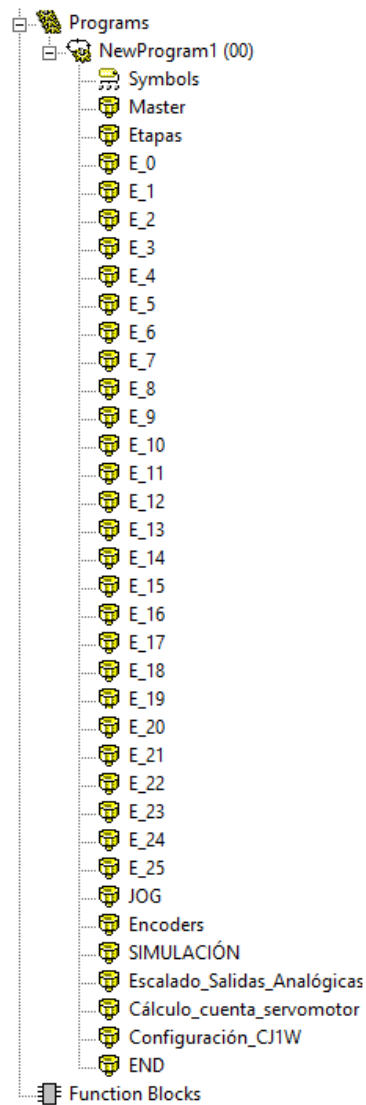 Programs
NewProgram1 (00)
Symbols
Master
Etapas
E_0
E_1
E_2
E_3
E_4
E_5
E_6
E_7
E_8
E_9
E_10
E_11
E_12
E_13
E_14
E_15
E_16
E_17
E_18
E_19
E_20
E_21
E_22
E_23
E_24
E_25
JOG
Encoders
SIMULACIÓN
Escalado_Salidas_Analógicas
Cálculo_cuenta_servomotor
Configuración_CJ1W
END
Function Blocks